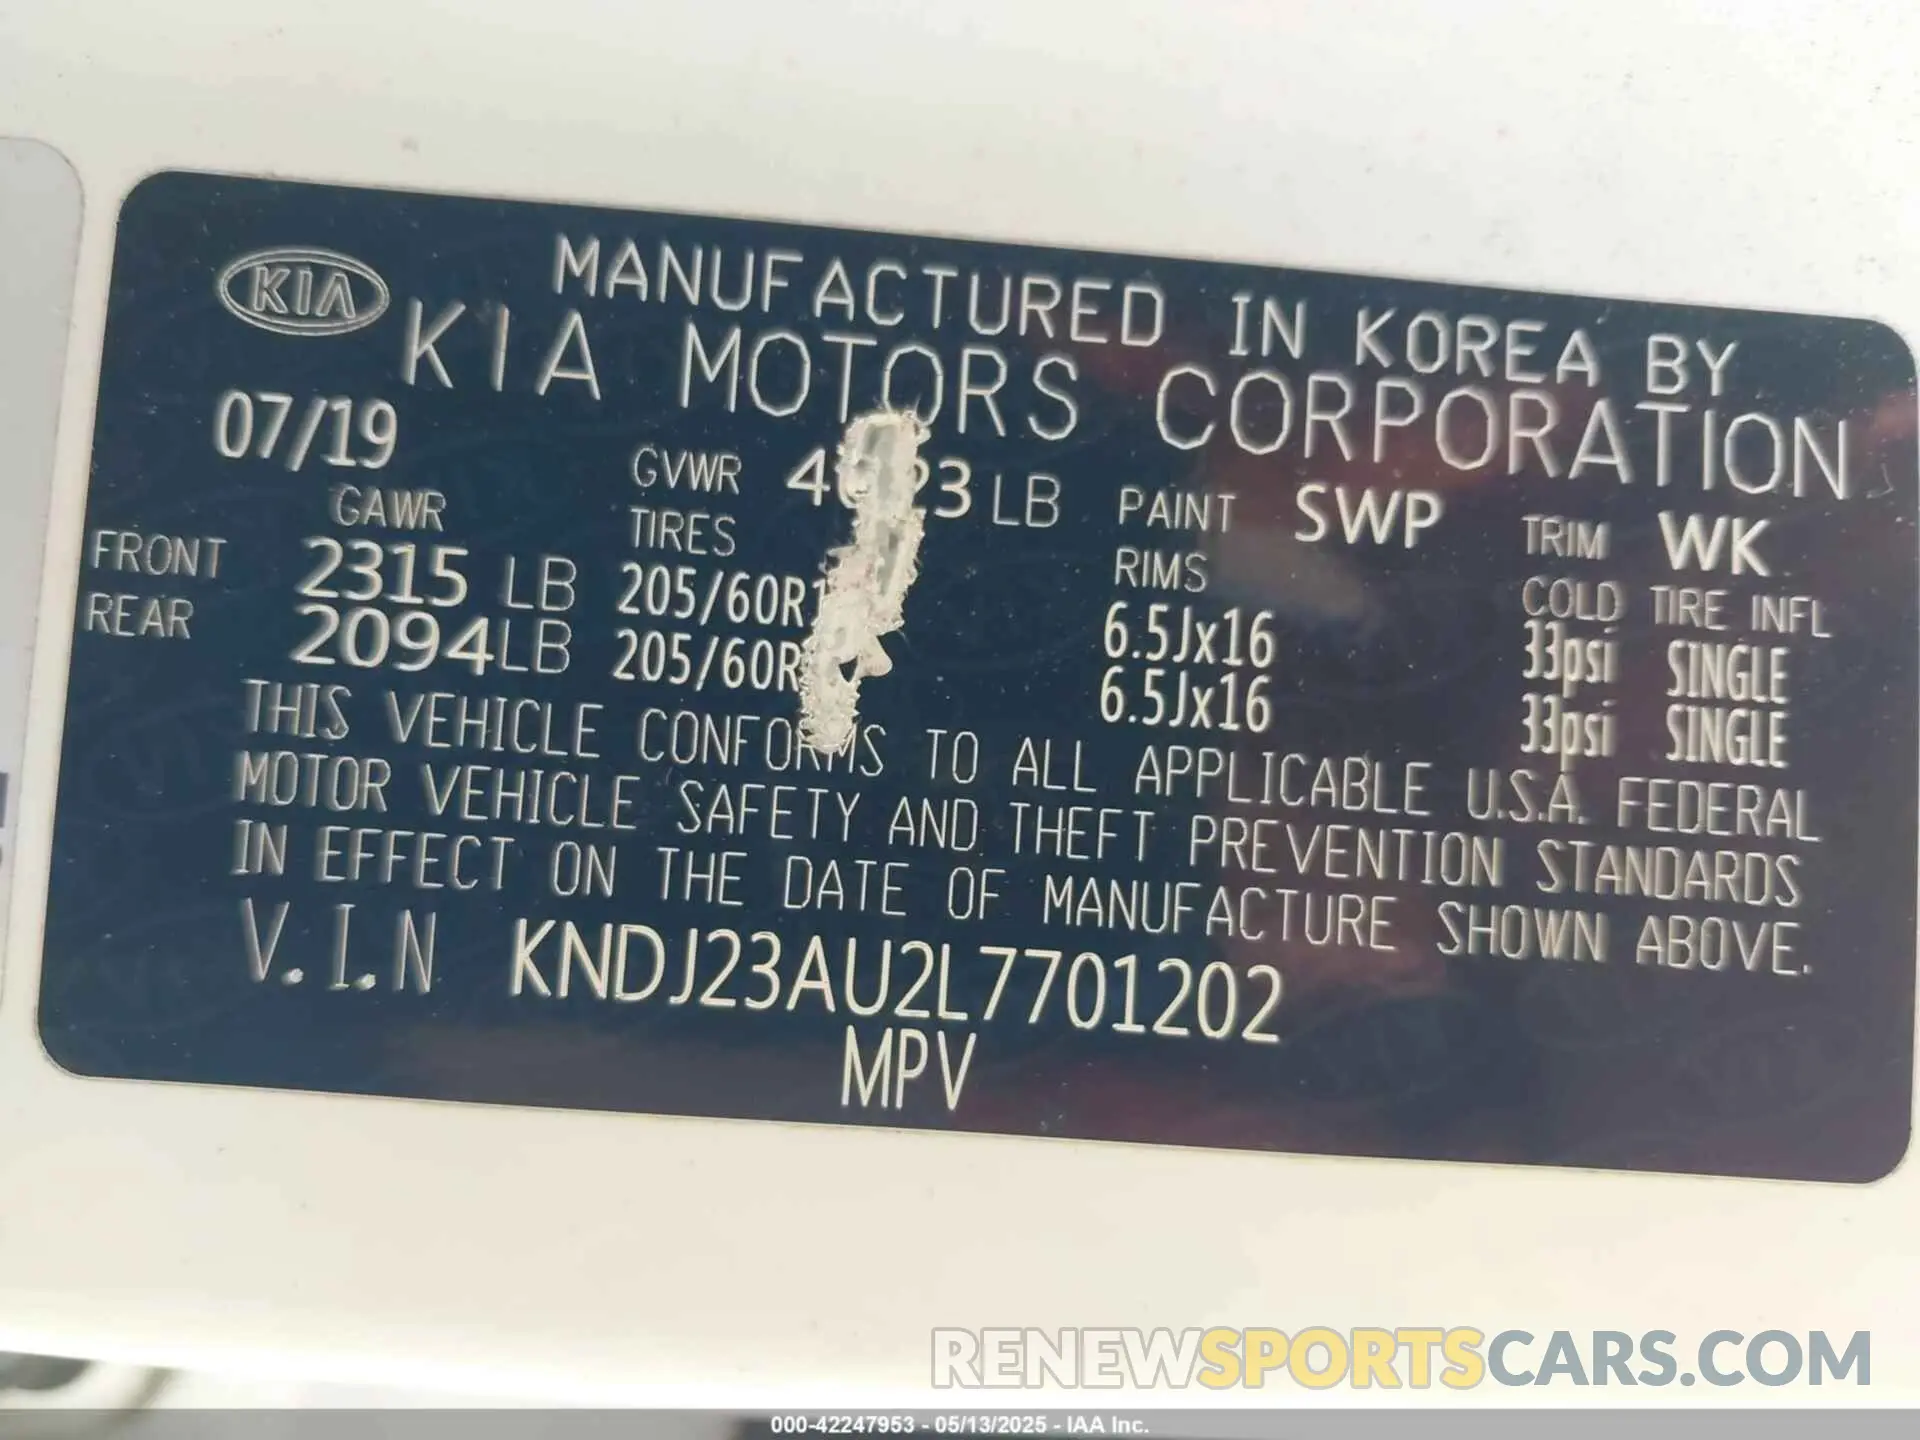 KIA
MANUFACTURED IN KOREA BY
KIA MOTORS CORPORATION
07/19 GVWR LB PAINT SWP TRIM WK
GAWR TIRES RIMS COLD TIRE INFL
FRONT 2315 LB 6.5Jx16 33psi SINGLE
REAR 2094LB 6.5Jx16 33psi SINGLE
THIS VEHICLE CONFORMS TO ALL APPLICABLE U.S.A. FEDERAL
MOTOR VEHICLE SAFETY AND THEFT PREVENTION STANDARDS
IN EFFECT ON THE DATE OF MANUFACTURE SHOWN ABOVE.
V.I.N KNDJ23AU2L7701202
MPV
RENEWSPORTSCARS.COM
000-42247953 - 05/13/2025 - IAA Inc.